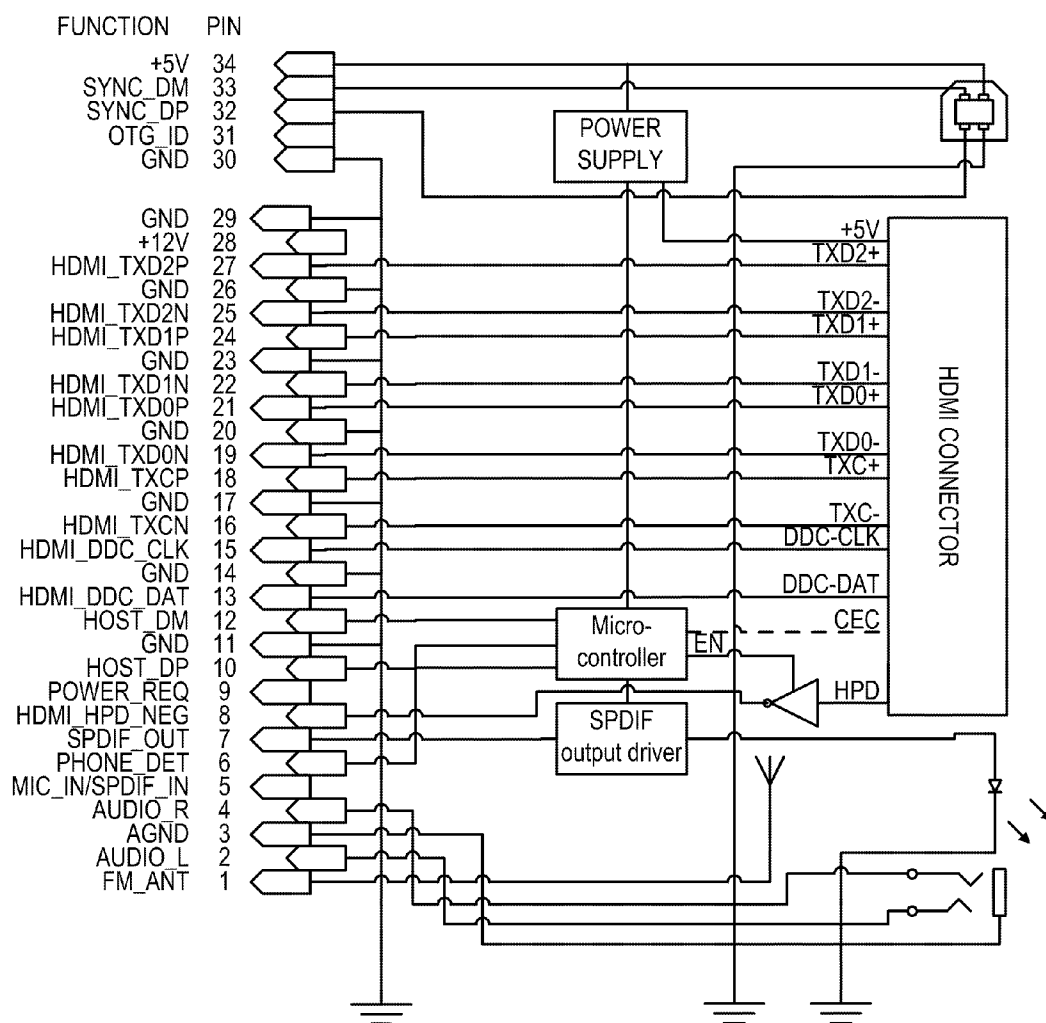 FUNCTION PIN
+5V 34
SYNC_DM 33
SYNC_DP 32
OTG_ID 31
GND 30
POWER
SUPPLY
GND 29
+12V 28
HDMI_TXD2P 27
GND 26
HDMI_TXD2N 25
HDMI_TXD1P 24
GND 23
HDMI_TXD1N 22
HDMI_TXD0P 21
GND 20
HDMI_TXD0N 19
HDMI_TXCP 18
GND 17
HDMI_TXCN 16
HDMI_DDC_CLK 15
GND 14
HDMI_DDC_DAT 13
HOST_DM 12
GND 11
HOST_DP 10
POWER_REQ 9
HDMI_HPD_NEG 8
SPDIF_OUT 7
PHONE_DET 6
MIC_IN/SPDIF_IN 5
AUDIO_R 4
AGND 3
AUDIO_L 2
FM_ANT 1
+5V
TXD2+
TXD2-
TXD1+
TXD1-
TXD0+
TXD0-
TXC+
TXC-
DDC-CLK
DDC-DAT
CEC
HPD
HDMI CONNECTOR
Micro-
controller
EN
SPDIF
output driver